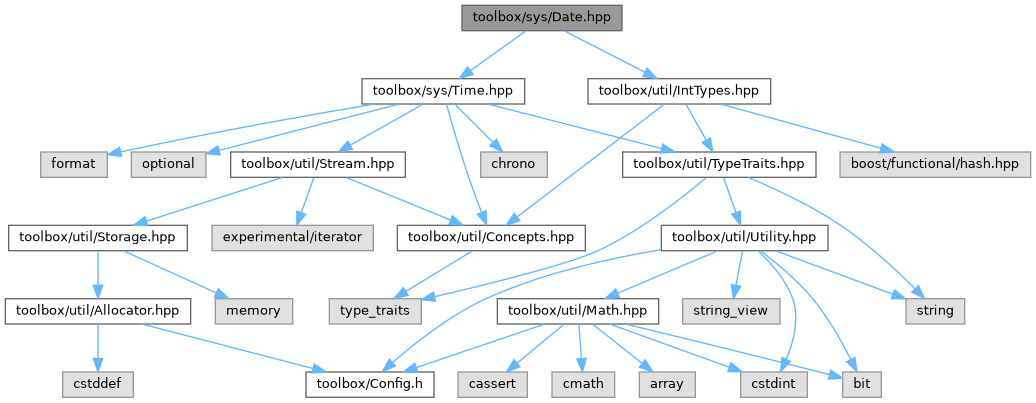 toolbox/sys/Date.hpp
toolbox/sys/Time.hpp
toolbox/util/IntTypes.hpp
format
optional
toolbox/util/Stream.hpp
chrono
toolbox/util/TypeTraits.hpp
boost/functional/hash.hpp
toolbox/util/Storage.hpp
experimental/iterator
toolbox/util/Concepts.hpp
toolbox/util/Utility.hpp
toolbox/util/Allocator.hpp
memory
type_traits
toolbox/util/Math.hpp
string_view
string
cstddef
toolbox/Config.h
cassert
cmath
array
cstdint
bit